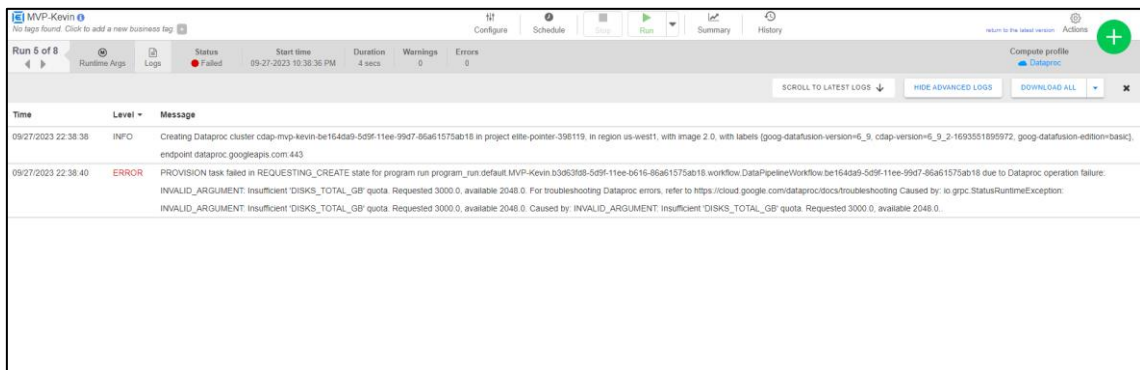 MVP-Kevin
No tags found. Click to add a new business tag.
Configure
Schedule
Stop
Run
Summary
History
return to the latest version
Actions
Run 5 of 8
Runtime Args
Logs
Status
Failed
Start time
09-27-2023 10:38:36 PM
Duration
4 secs
Warnings
0
Errors
0
Compute profile
Dataproc
SCROLL TO LATEST LOGS
HIDE ADVANCED LOGS
DOWNLOAD ALL
Time Level Message
09/27/2023 22:38:38 INFO Creating Dataproc cluster cdap-mvp-kevin-be164da9-5d9f-11ee-99d7-86a61575ab18 in project elite-pointer-398119, in region us-west1, with image 2.0, with labels {goog-datafusion-version=6_9, cdap-version=6_9_2-1693551895972, goog-datafusion-edition=basic},
endpoint dataproc.googleapis.com:443
09/27/2023 22:38:40 ERROR PROVISION task failed in REQUESTING_CREATE state for program run program_run.default.MVP-Kevin.b3d63fd8-5d9f-11ee-b616-86a61575ab18.workflow.DataPipelineWorkflow.be164da9-5d9f-11ee-99d7-86a61575ab18 due to Dataproc operation failure:
INVALID_ARGUMENT: Insufficient 'DISKS_TOTAL_GB' quota. Requested 3000.0, available 2048.0. For troubleshooting Dataproc errors, refer to https://cloud.google.com/dataproc/docs/troubleshooting Caused by: io.grpc.StatusRuntimeException:
INVALID_ARGUMENT: Insufficient 'DISKS_TOTAL_GB' quota. Requested 3000.0, available 2048.0. Caused by: INVALID_ARGUMENT: Insufficient 'DISKS_TOTAL_GB' quota. Requested 3000.0, available 2048.0..